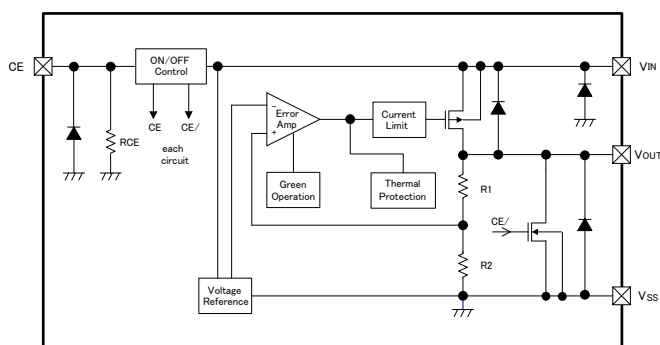 CE
ON/OFF
Control
VIN
CE
CE/
each
circuit
RCE
−
Error
Amp
+
Current
Limit
Green
Operation
Thermal
Protection
VOUT
R1
CE/
R2
Voltage
Reference
VSS